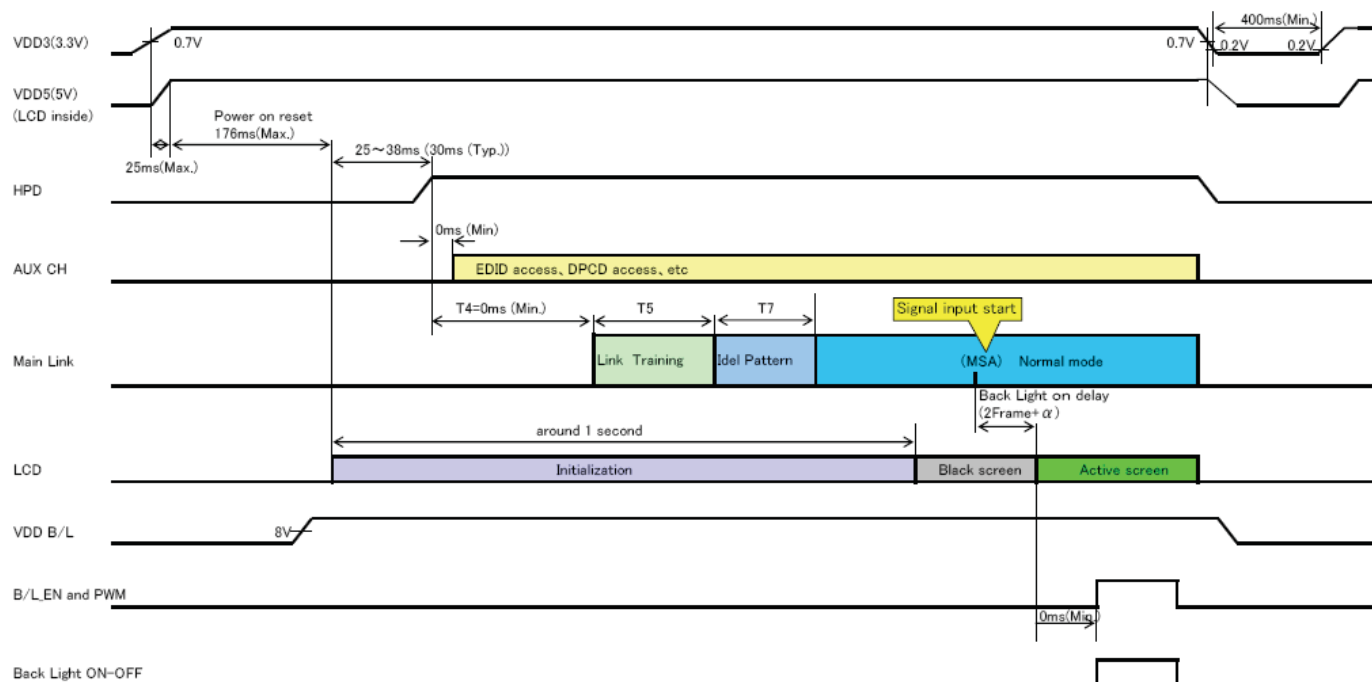 400ms(Min.)
VDD3(3.3V)
0.7V
0.7V
0.2V
0.2V
VDD5(5V)
(LCD inside)
Power on reset
176ms(Max.)
25ms(Max.)
25～38ms (30ms (Typ.))
HPD
0ms (Min)
AUX CH
EDID access、DPCD access、etc
T4=0ms (Min.)
T5
T7
Signal input start
Main Link
Link Training
Idel Pattern
(MSA) Normal mode
Back Light on delay
(2Frame+α)
around 1 second
LCD
Initialization
Black screen
Active screen
VDD B/L
8V
B/L_EN and PWM
0ms(Min.)
Back Light ON-OFF